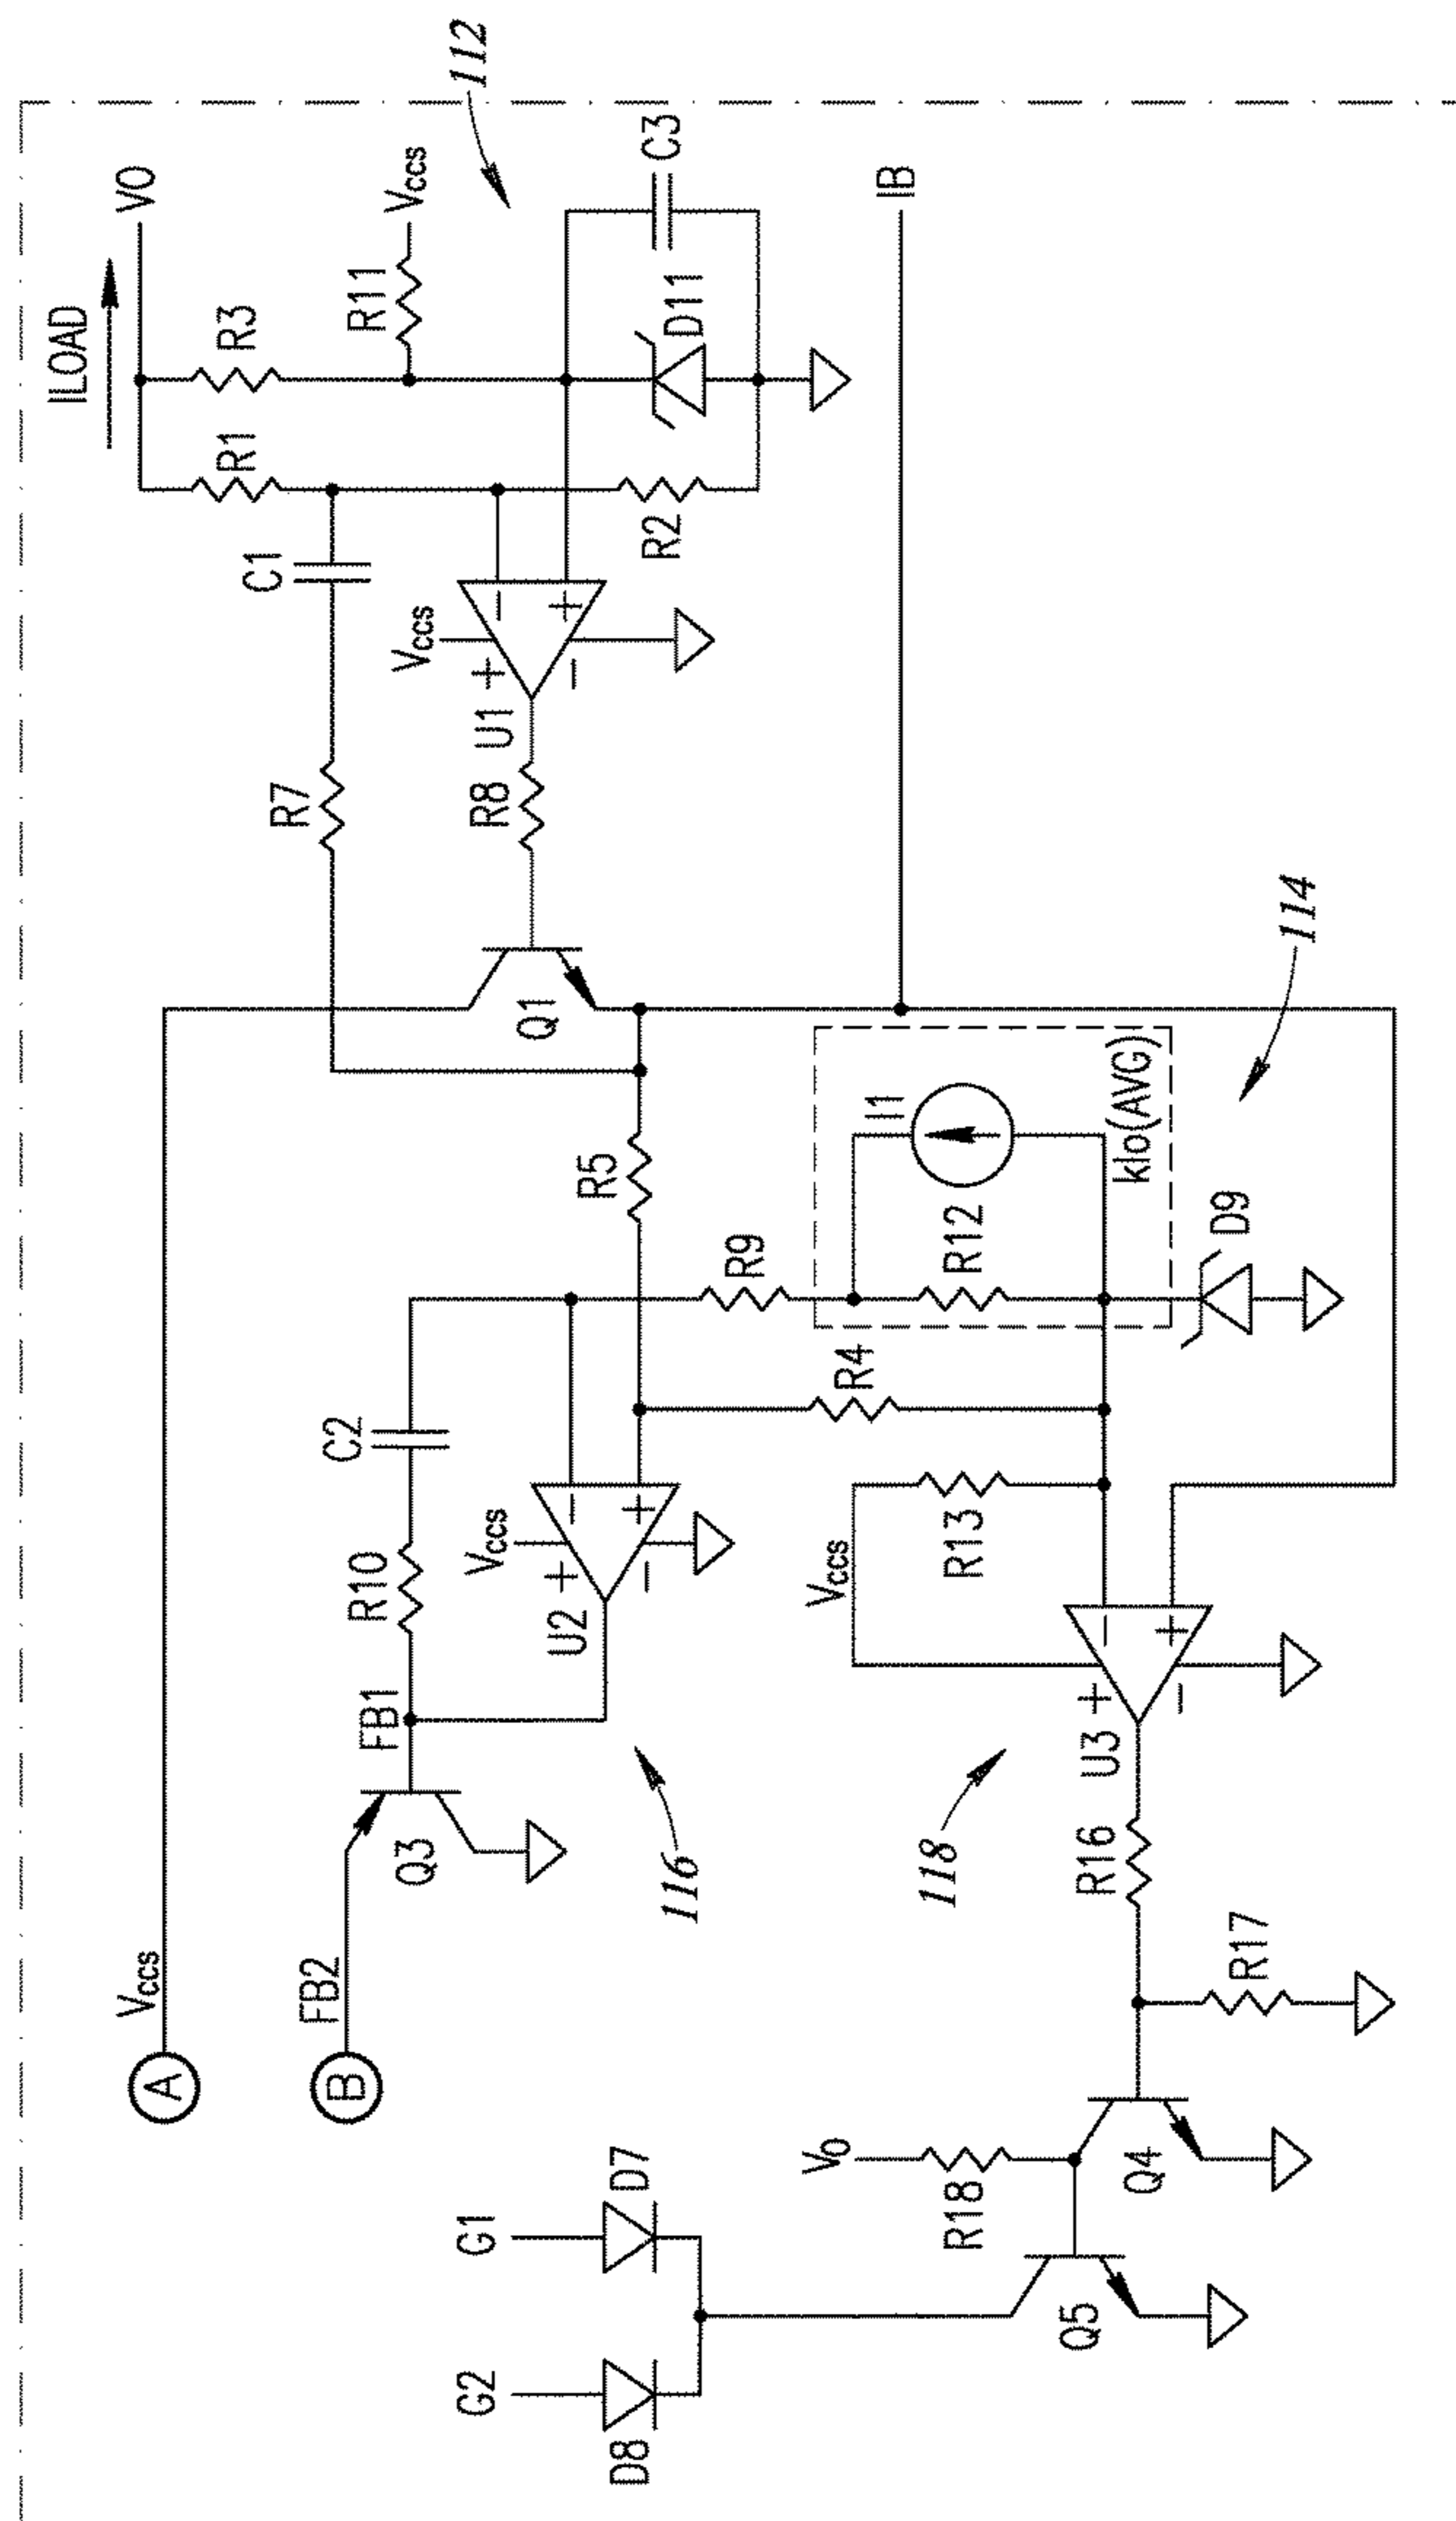 ILOAD
VO
R3
R1
R11
Vccs
112
C3
D11
R2
C1
Vccs
U1
+
−
−
+
R7
R8
Q1
IB
114
I1
kIo(AVG)
R12
R9
R5
D9
R4
C2
R10
Vccs
U2
+
−
−
+
FB1
Q3
116
Vccs
R13
U3
+
−
−
+
118
R16
R17
Vccs
A
FB2
B
G1
D7
G2
D8
Vo
R18
Q4
Q5